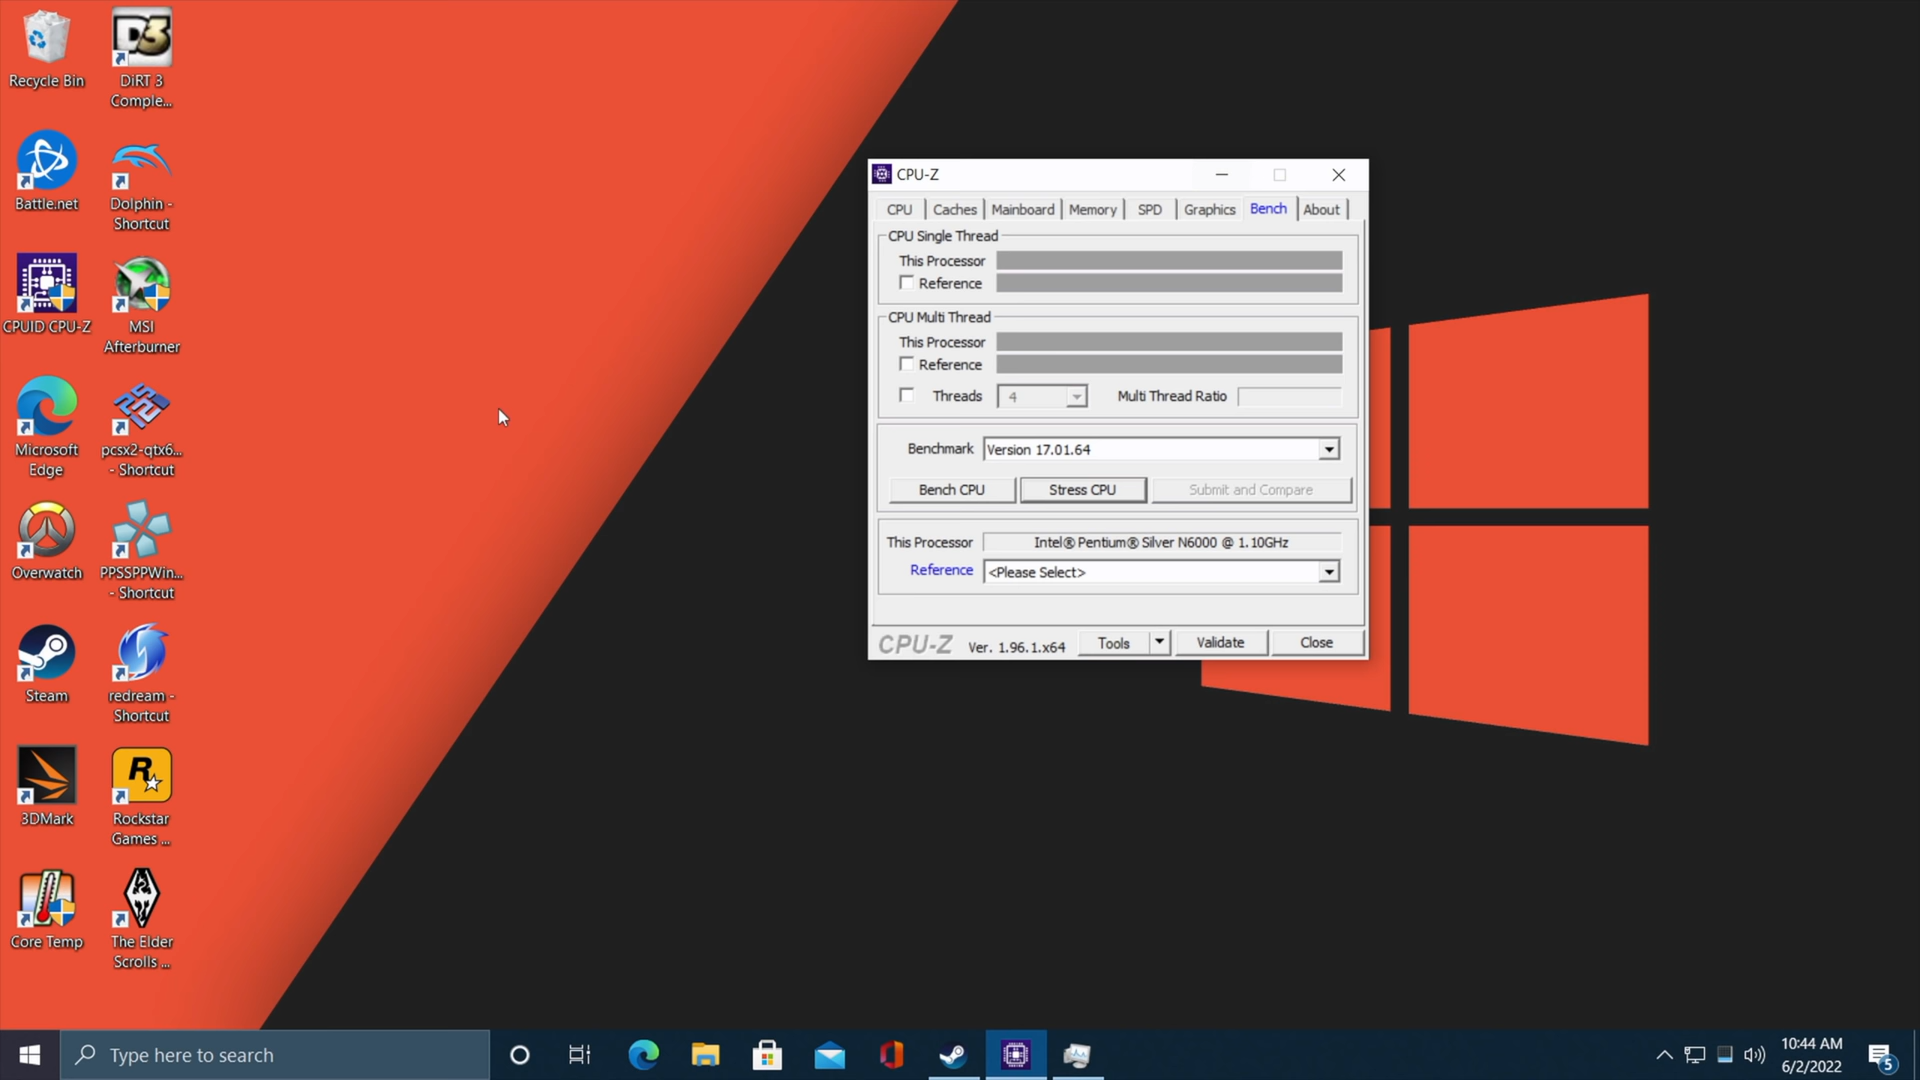 Recycle Bin
DiRT 3
Comple...
Battle.net
Dolphin -
Shortcut
CPUID CPU-Z
MSI
Afterburner
Microsoft
Edge
pcsx2-qtx6...
- Shortcut
Overwatch
PPSSPPWin...
- Shortcut
Steam
redream -
Shortcut
3DMark
Rockstar
Games ...
Core Temp
The Elder
Scrolls ...
D3
R
CPU-Z
CPU Caches Mainboard Memory SPD Graphics Bench About
CPU Single Thread
This Processor
Reference
CPU Multi Thread
This Processor
Reference
Threads 4 Multi Thread Ratio
Benchmark Version 17.01.64
Bench CPU Stress CPU Submit and Compare
This Processor Intel® Pentium® Silver N6000 @ 1.10GHz
Reference <Please Select>
CPU-Z Ver. 1.96.1.x64 Tools Validate Close
Type here to search
10:44 AM
6/2/2022
5